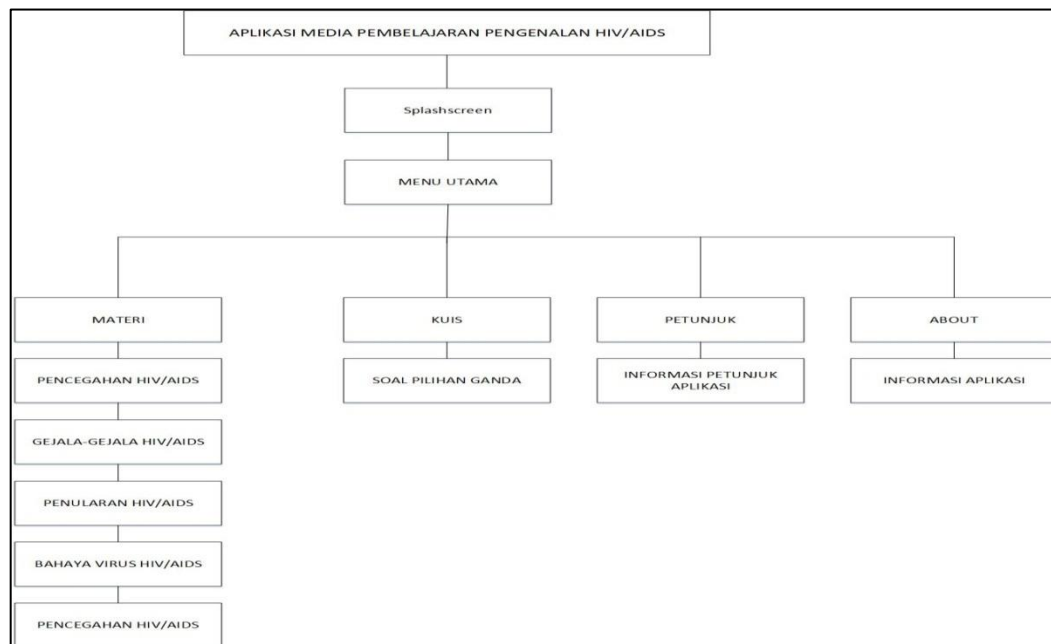 APLIKASI MEDIA PEMBELAJARAN PENGENALAN HIV/AIDS
Splashscreen
MENU UTAMA
MATERI
KUIS
PETUNJUK
ABOUT
PENCEGAHAN HIV/AIDS
SOAL PILIHAN GANDA
INFORMASI PETUNJUK
APLIKASI
INFORMASI APLIKASI
GEJALA-GEJALA HIV/AIDS
PENULARAN HIV/AIDS
BAHAYA VIRUS HIV/AIDS
PENCEGAHAN HIV/AIDS